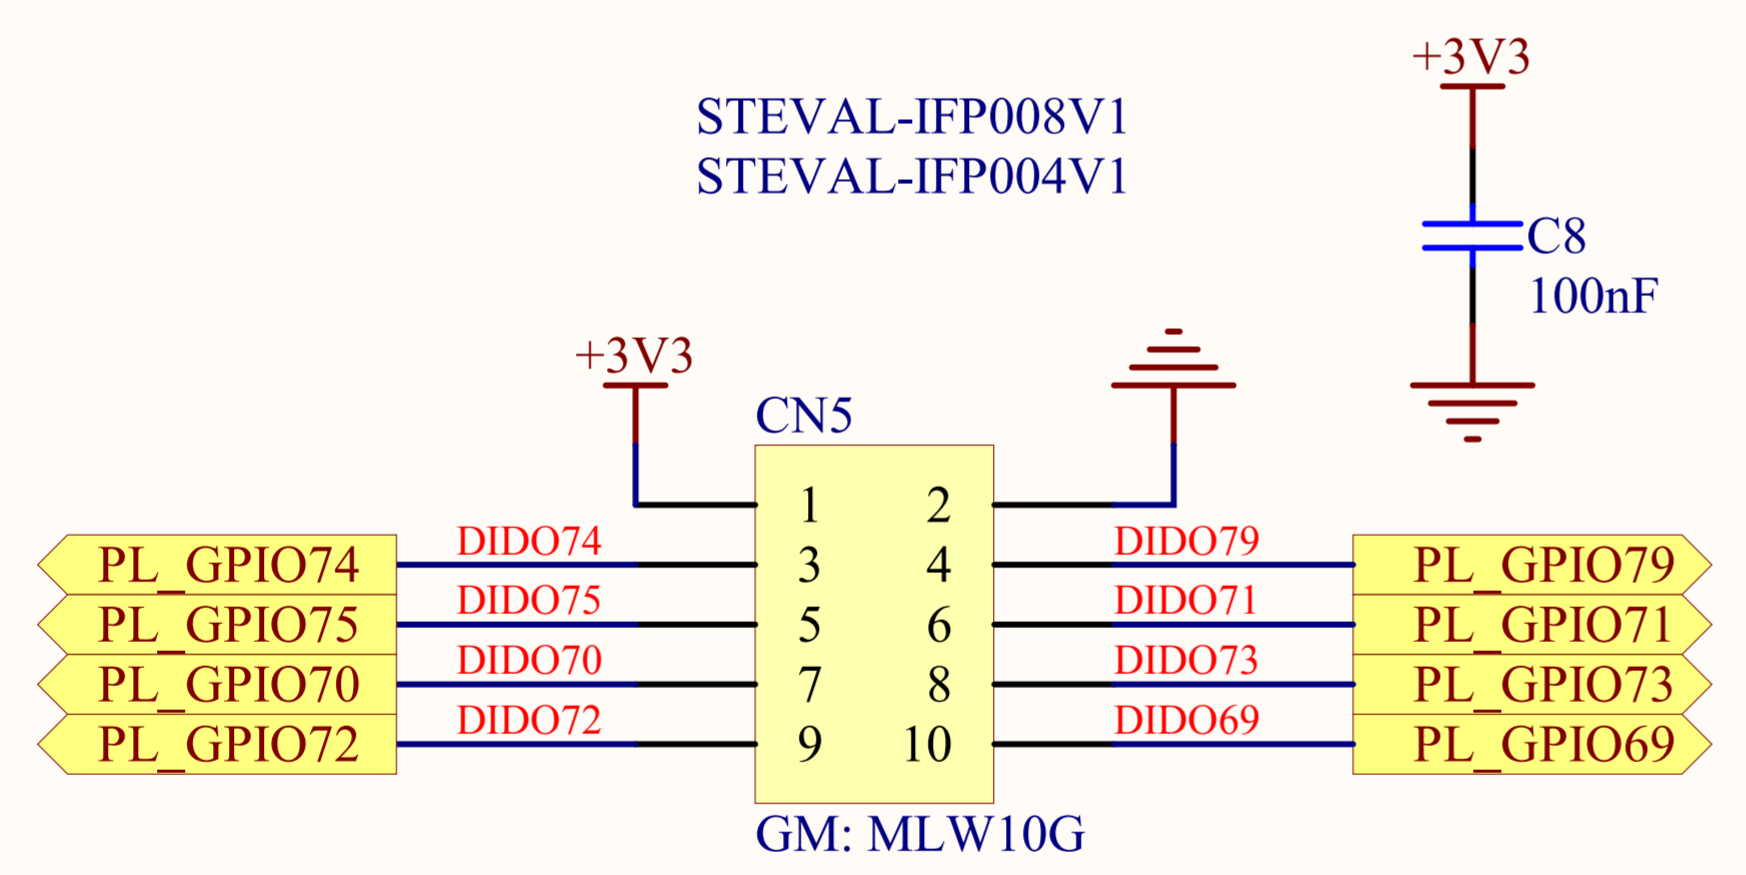 +3V3
STEVAL-IFP008V1
STEVAL-IFP004V1
C8
100nF
+3V3
CN5
1 2
PL_GPIO74 DIDO74 3 4 DIDO79 PL_GPIO79
PL_GPIO75 DIDO75 5 6 DIDO71 PL_GPIO71
PL_GPIO70 DIDO70 7 8 DIDO73 PL_GPIO73
PL_GPIO72 DIDO72 9 10 DIDO69 PL_GPIO69
GM: MLW10G